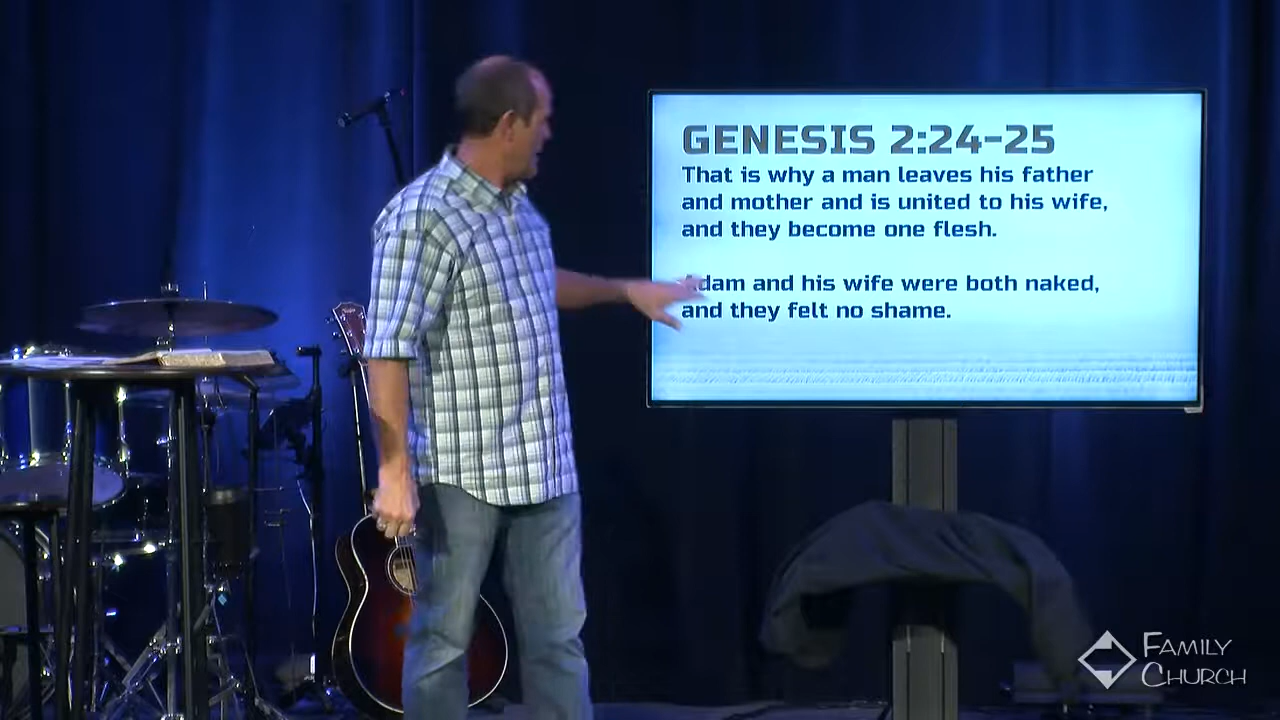 GENESIS 2:24-25
That is why a man leaves his father
and mother and is united to his wife,
and they become one flesh.
Adam and his wife were both naked,
and they felt no shame.
FAMILY
CHURCH